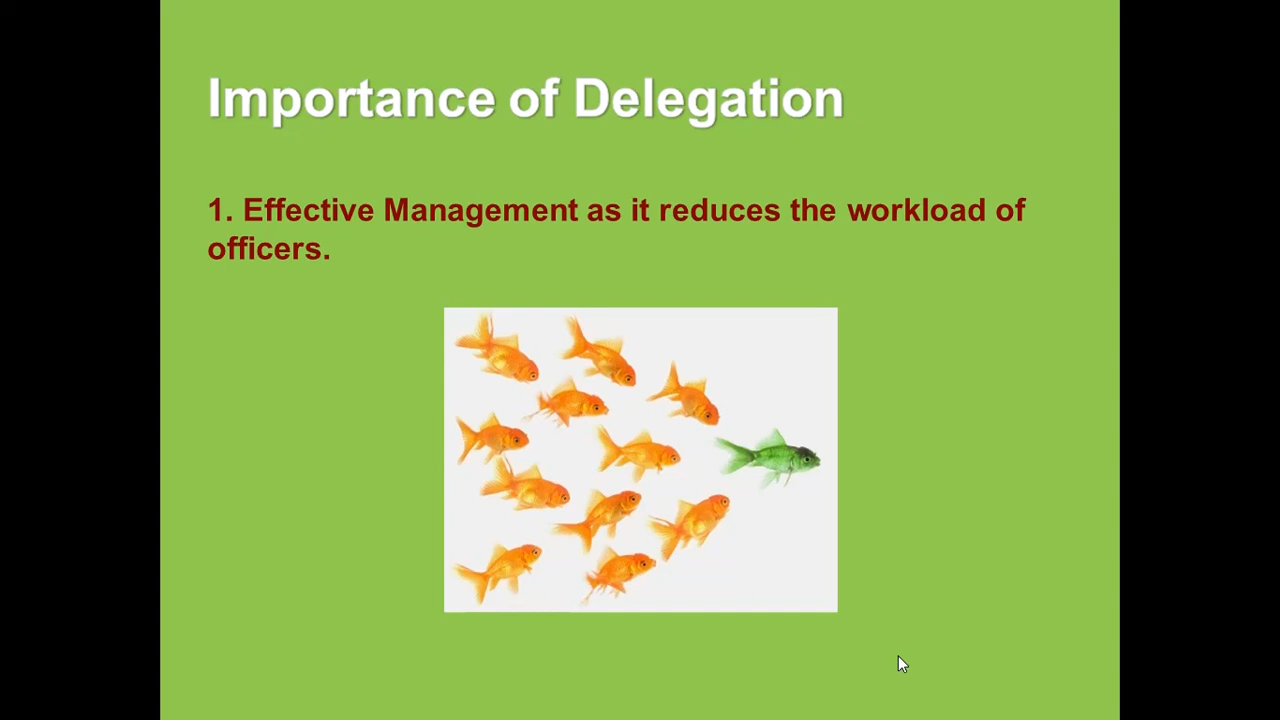 Importance of Delegation
1. Effective Management as it reduces the workload of
officers.